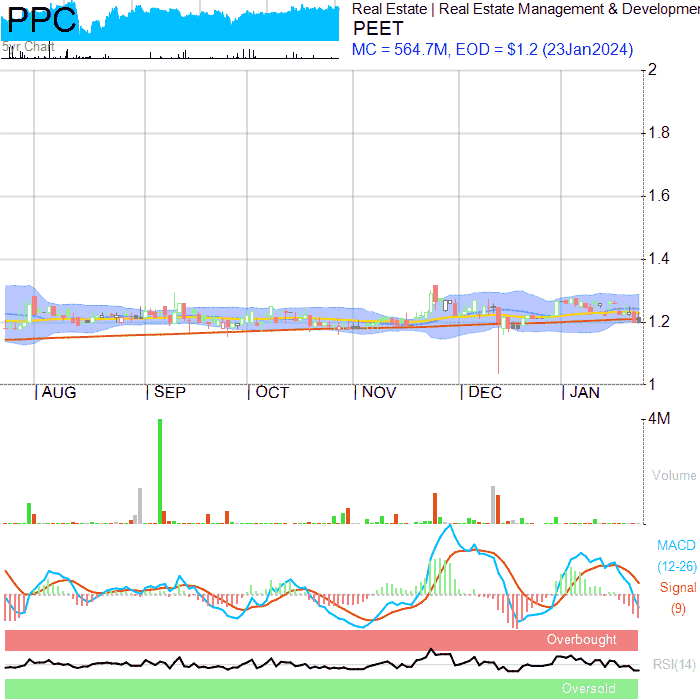 PPC
5yr Chart
Real Estate | Real Estate Management & Developmen
PEET
MC = 564.7M, EOD = $1.2 (23Jan2024)
2
1.8
1.6
1.4
1.2
1
AUG SEP OCT NOV DEC JAN
4M
Volume
MACD
(12-26)
Signal
(9)
Overbought
RSI(14)
Oversold